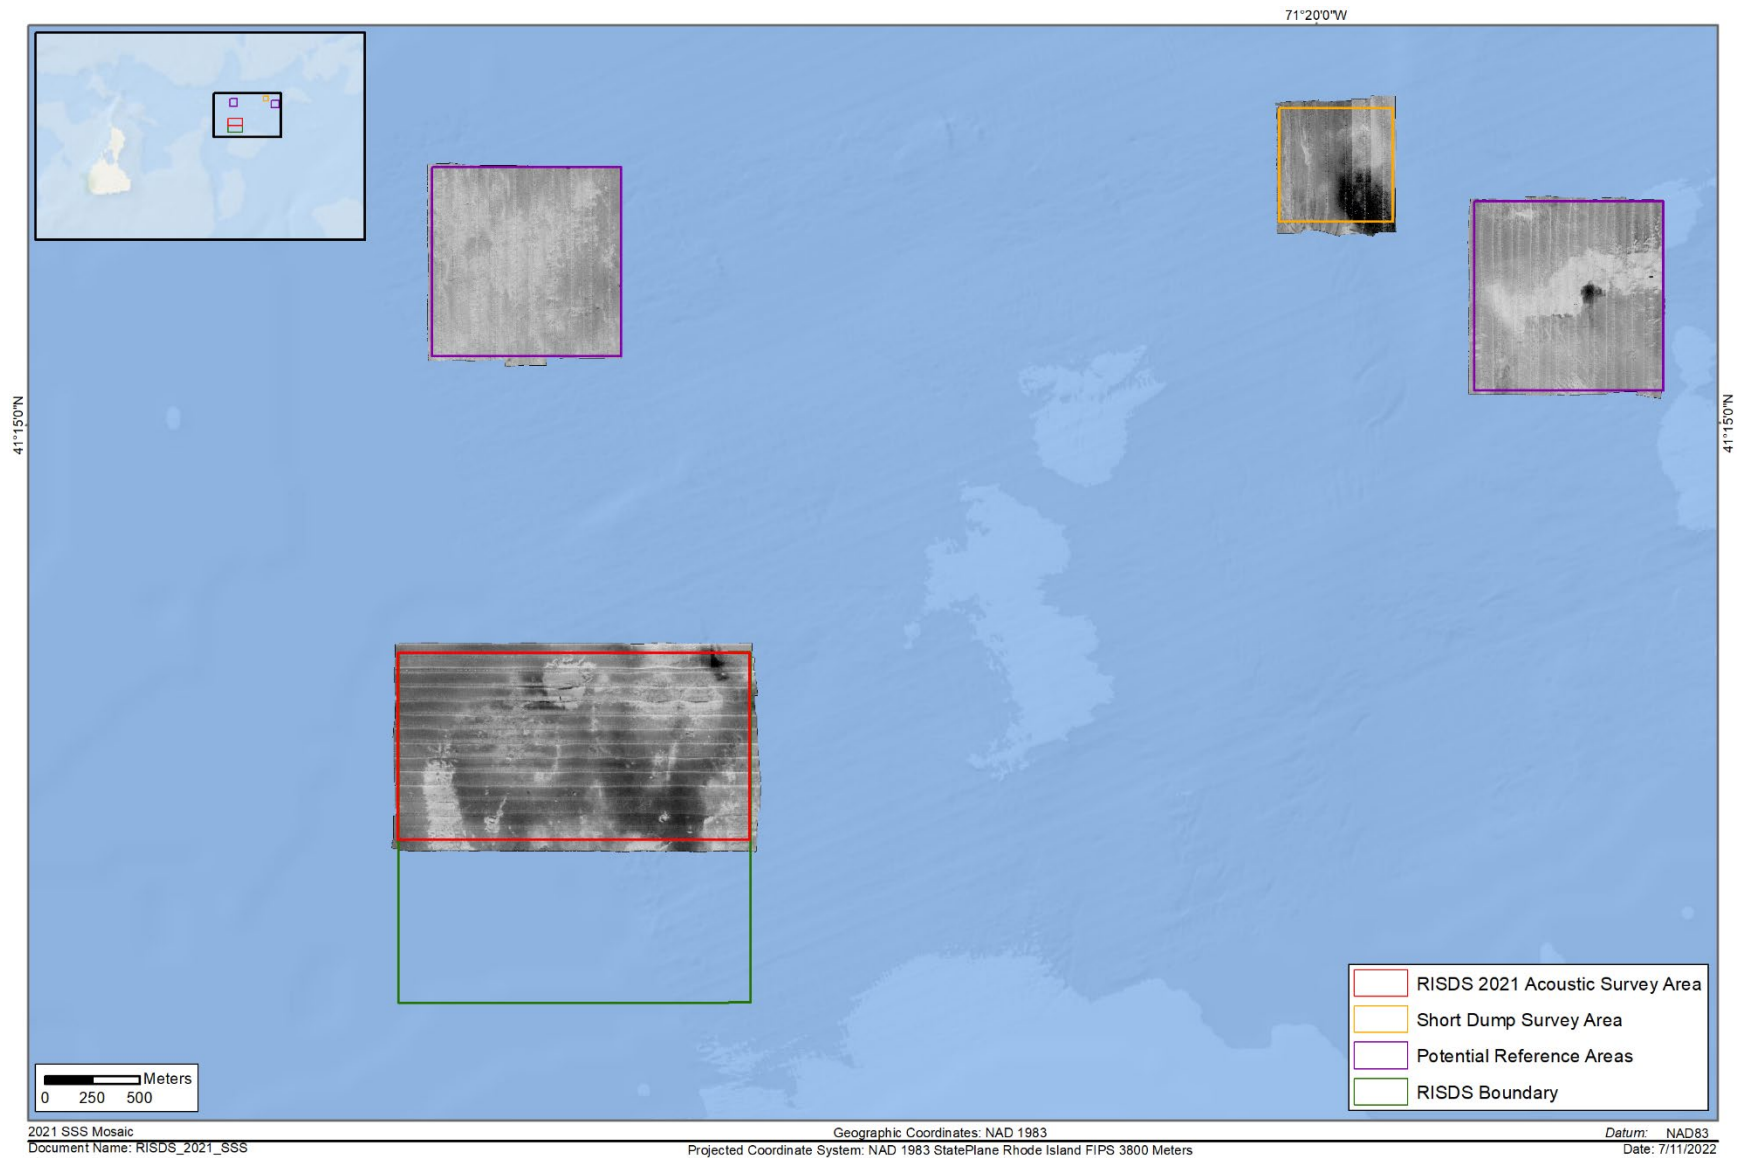 71°20'0"W
41°15'0"N
41°15'0"N
RISDS 2021 Acoustic Survey Area
Short Dump Survey Area
Potential Reference Areas
RISDS Boundary
Meters
0 250 500
2021 SSS Mosaic
Geographic Coordinates: NAD 1983
Datum: NAD83
Document Name: RISDS_2021_SSS
Projected Coordinate System: NAD 1983 StatePlane Rhode Island FIPS 3800 Meters
Date: 7/11/2022